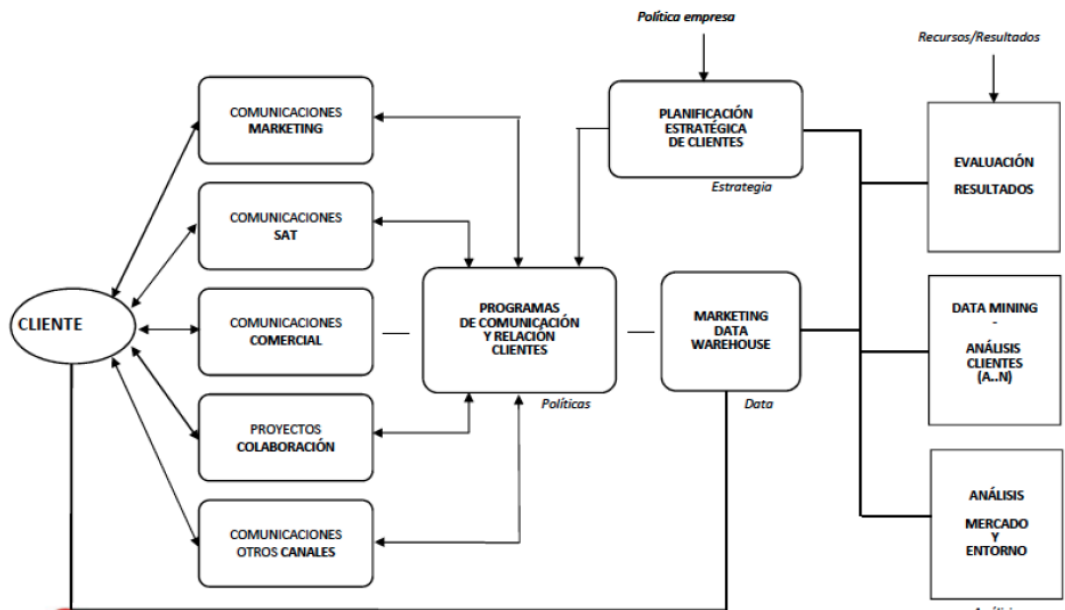 Política empresa
Recursos/Resultados
COMUNICACIONES
MARKETING
PLANIFICACIÓN
ESTRATÉGICA
DE CLIENTES
Estrategia
EVALUACIÓN
RESULTADOS
COMUNICACIONES
SAT
CLIENTE
COMUNICACIONES
COMERCIAL
PROGRAMAS
DE COMUNICACIÓN
Y RELACIÓN
CLIENTES
Políticas
MARKETING
DATA
WAREHOUSE
Data
DATA MINING
-
ANÁLISIS
CLIENTES
(A..N)
PROYECTOS
COLABORACIÓN
COMUNICACIONES
OTROS CANALES
ANÁLISIS
MERCADO
Y
ENTORNO